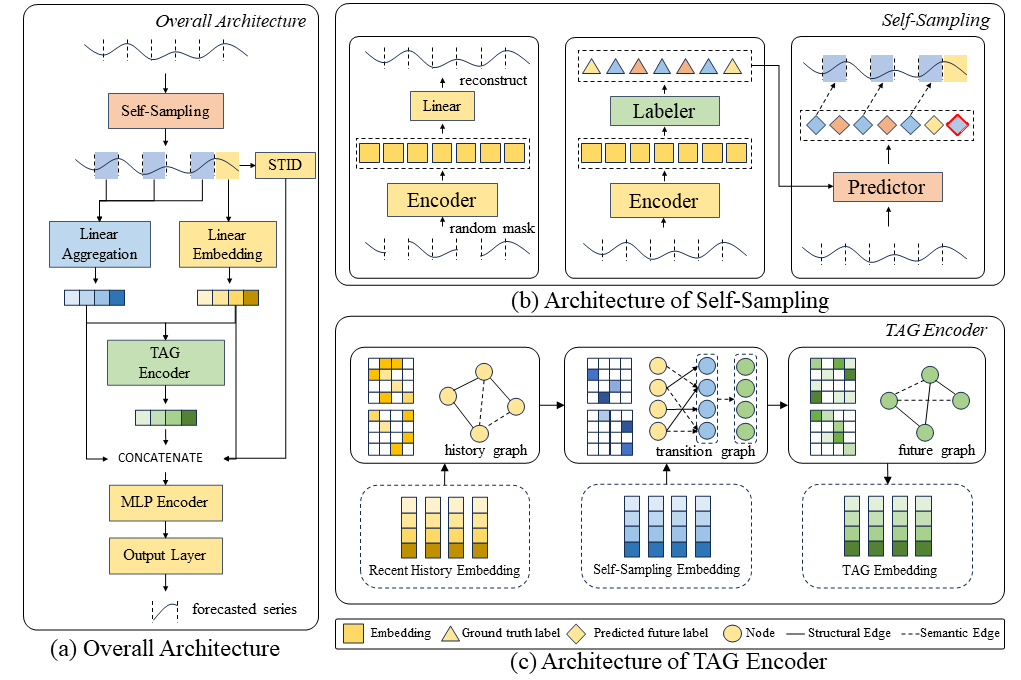 Overall Architecture
Self-Sampling
STID
Linear
Aggregation
Linear
Embedding
TAG
Encoder
CONCATENATE
MLP Encoder
Output Layer
forecasted series
(a) Overall Architecture
Self-Sampling
reconstruct
Linear
Encoder
random mask
Labeler
Encoder
Predictor
(b) Architecture of Self-Sampling
TAG Encoder
history graph
transition graph
future graph
Recent History Embedding
Self-Sampling Embedding
TAG Embedding
Embedding
Ground truth label
Predicted future label
Node
Structural Edge
Semantic Edge
(c) Architecture of TAG Encoder